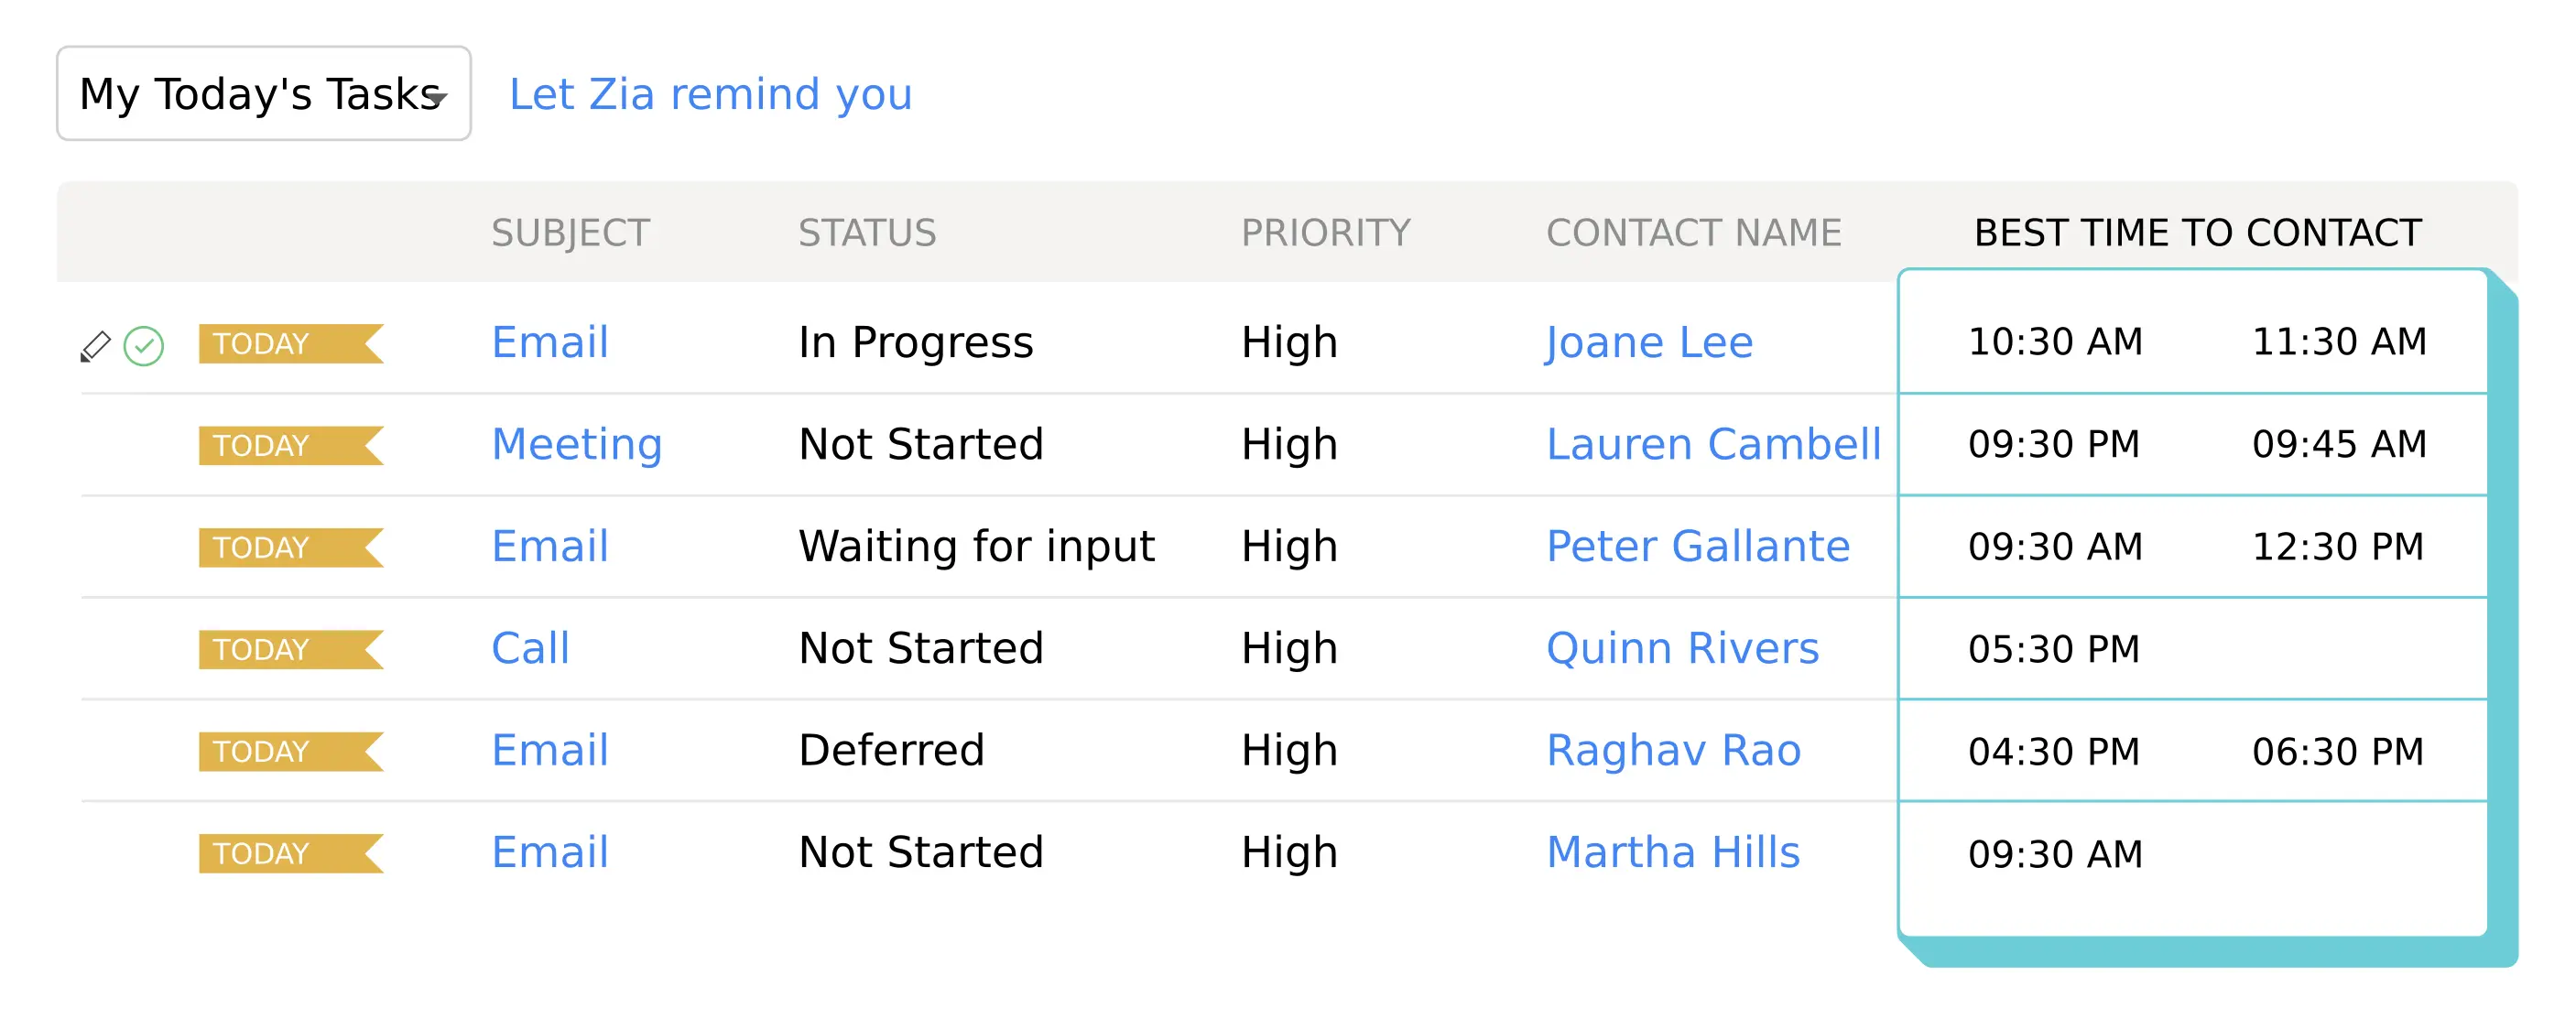 My Today's Tasks Let Zia remind you
SUBJECT STATUS PRIORITY CONTACT NAME BEST TIME TO CONTACT
TODAY Email In Progress High Joane Lee 10:30 AM 11:30 AM
TODAY Meeting Not Started High Lauren Cambell 09:30 PM 09:45 AM
TODAY Email Waiting for input High Peter Gallante 09:30 AM 12:30 PM
TODAY Call Not Started High Quinn Rivers 05:30 PM
TODAY Email Deferred High Raghav Rao 04:30 PM 06:30 PM
TODAY Email Not Started High Martha Hills 09:30 AM